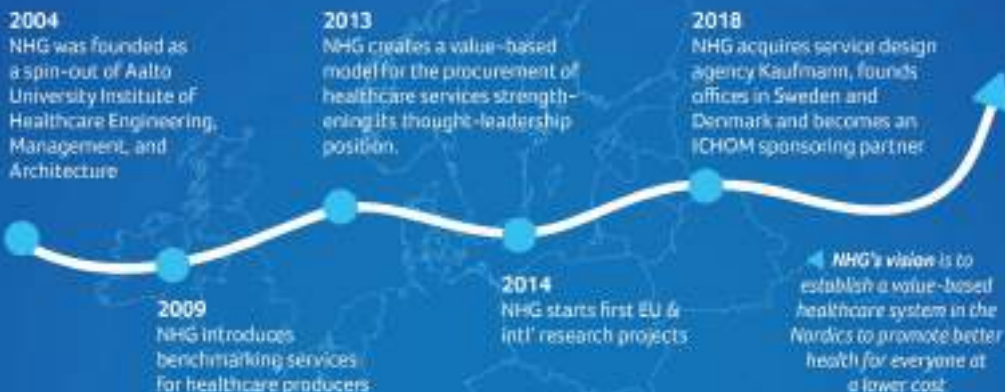 2004
NHG was founded as
a spin-out of Aalto
University Institute of
Healthcare Engineering,
Management, and
Architecture
2009
NHG introduces
benchmarking services
for healthcare producers
2013
NHG creates a value-based
model for the procurement of
healthcare services strength-
ening its thought-leadership
position.
2014
NHG starts first EU &
intl' research projects
2018
NHG acquires service design
agency Kaufmann, founds
offices in Sweden and
Denmark and becomes an
ICHOM sponsoring partner
NHG's vision is to
establish a value-based
healthcare system in the
Nordics to promote better
health for everyone at
a lower cost